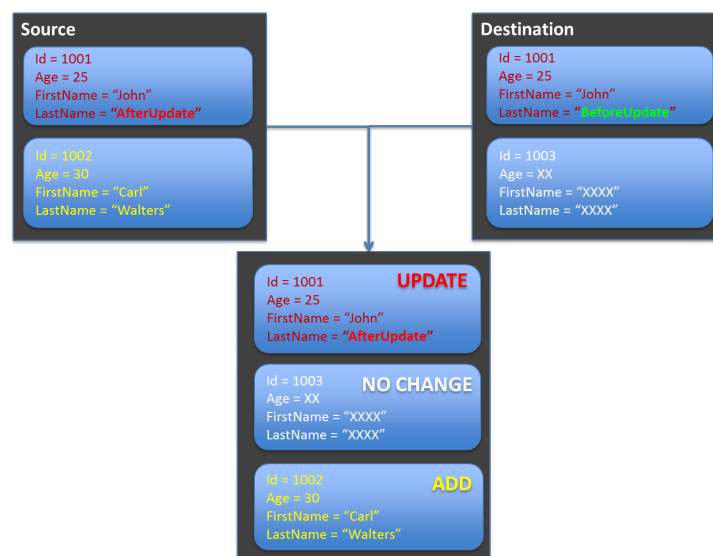 Source
Id = 1001
Age = 25
FirstName = “John”
LastName = “AfterUpdate”
Id = 1002
Age = 30
FirstName = “Carl”
LastName = “Walters”
Destination
Id = 1001
Age = 25
FirstName = “John”
LastName = “BeforeUpdate”
Id = 1003
Age = XX
FirstName = “XXXX”
LastName = “XXXX”
UPDATE
Id = 1001
Age = 25
FirstName = “John”
LastName = “AfterUpdate”
NO CHANGE
Id = 1003
Age = XX
FirstName = “XXXX”
LastName = “XXXX”
ADD
Id = 1002
Age = 30
FirstName = “Carl”
LastName = “Walters”